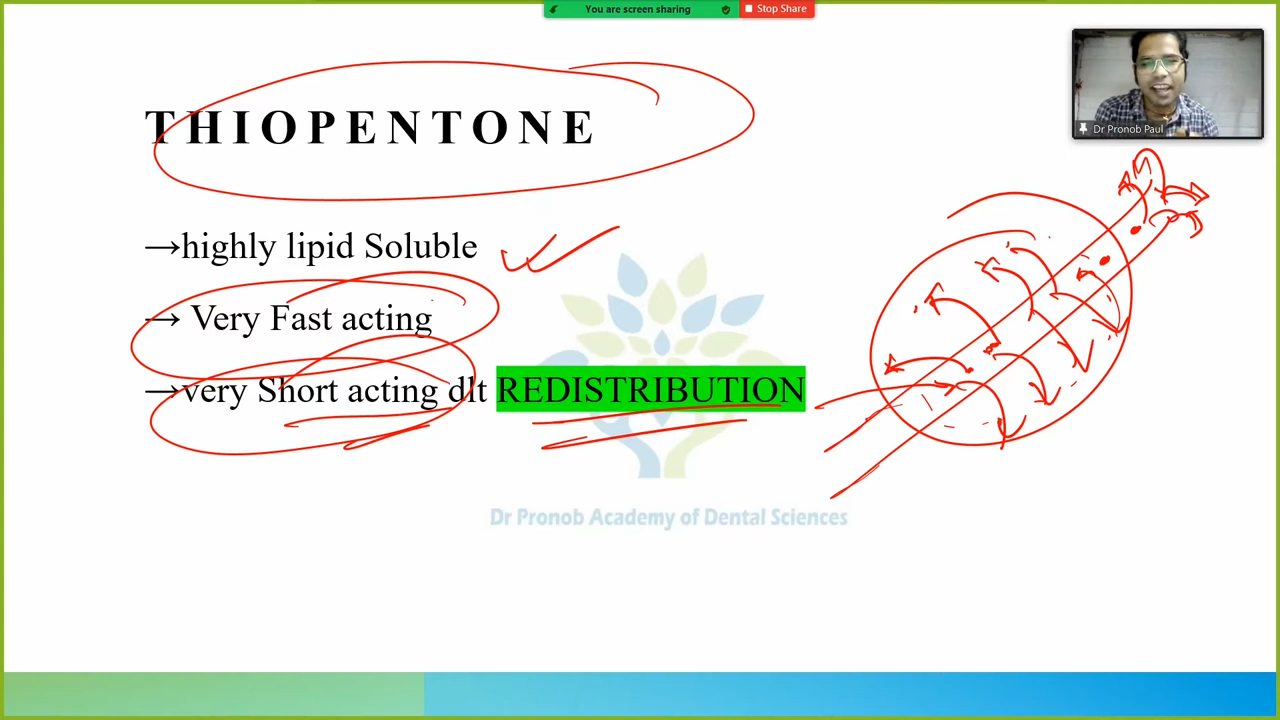 You are screen sharing
Stop Share
Dr Pronob Paul
THIOPENTONE
→highly lipid Soluble
→ Very Fast acting
→very Short acting dlt REDISTRIBUTION
Dr Pronob Academy of Dental Sciences